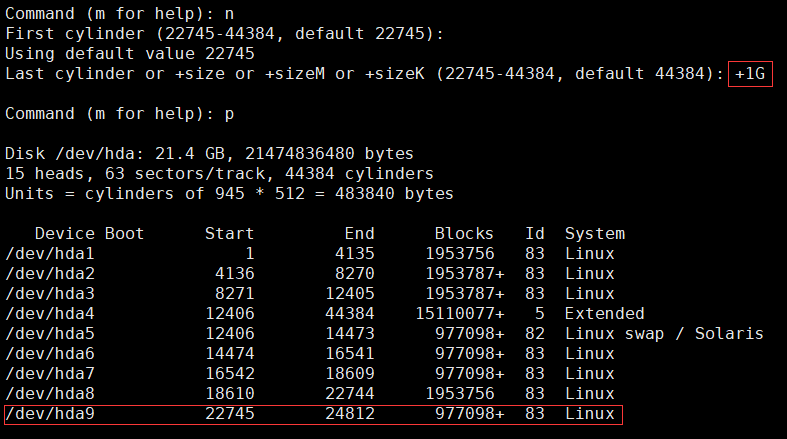 Command (m for help): n
First cylinder (22745-44384, default 22745):
Using default value 22745
Last cylinder or +size or +sizeM or +sizeK (22745-44384, default 44384): +1G
Command (m for help): p
Disk /dev/hda: 21.4 GB, 21474836480 bytes
15 heads, 63 sectors/track, 44384 cylinders
Units = cylinders of 945 * 512 = 483840 bytes
Device Boot Start End Blocks Id System
/dev/hda1 1 4135 1953756 83 Linux
/dev/hda2 4136 8270 1953787+ 83 Linux
/dev/hda3 8271 12405 1953787+ 83 Linux
/dev/hda4 12406 44384 15110077+ 5 Extended
/dev/hda5 12406 14473 977098+ 82 Linux swap / Solaris
/dev/hda6 14474 16541 977098+ 83 Linux
/dev/hda7 16542 18609 977098+ 83 Linux
/dev/hda8 18610 22744 1953756 83 Linux
/dev/hda9 22745 24812 977098+ 83 Linux